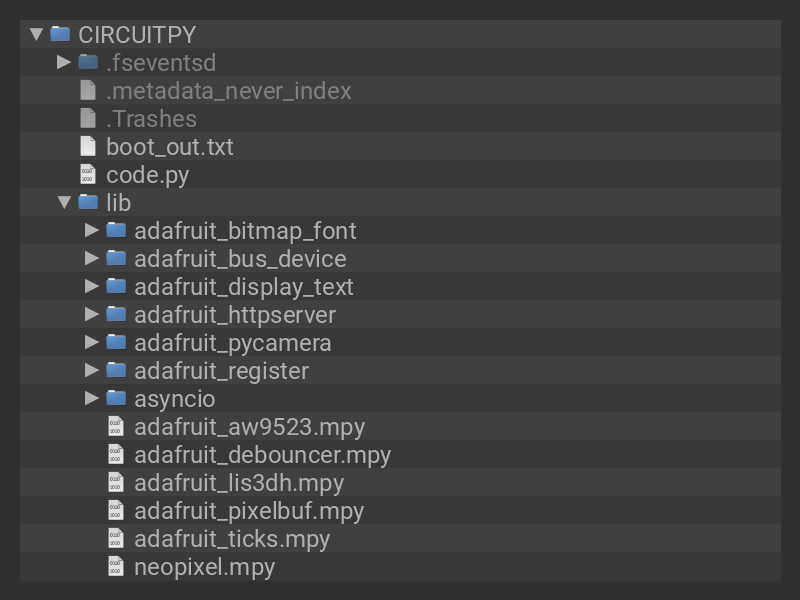 CIRCUITPY
.fseventsd
.metadata_never_index
.Trashes
boot_out.txt
code.py
lib
adafruit_bitmap_font
adafruit_bus_device
adafruit_display_text
adafruit_httpserver
adafruit_pycamera
adafruit_register
asyncio
adafruit_aw9523.mpy
adafruit_debouncer.mpy
adafruit_lis3dh.mpy
adafruit_pixelbuf.mpy
adafruit_ticks.mpy
neopixel.mpy